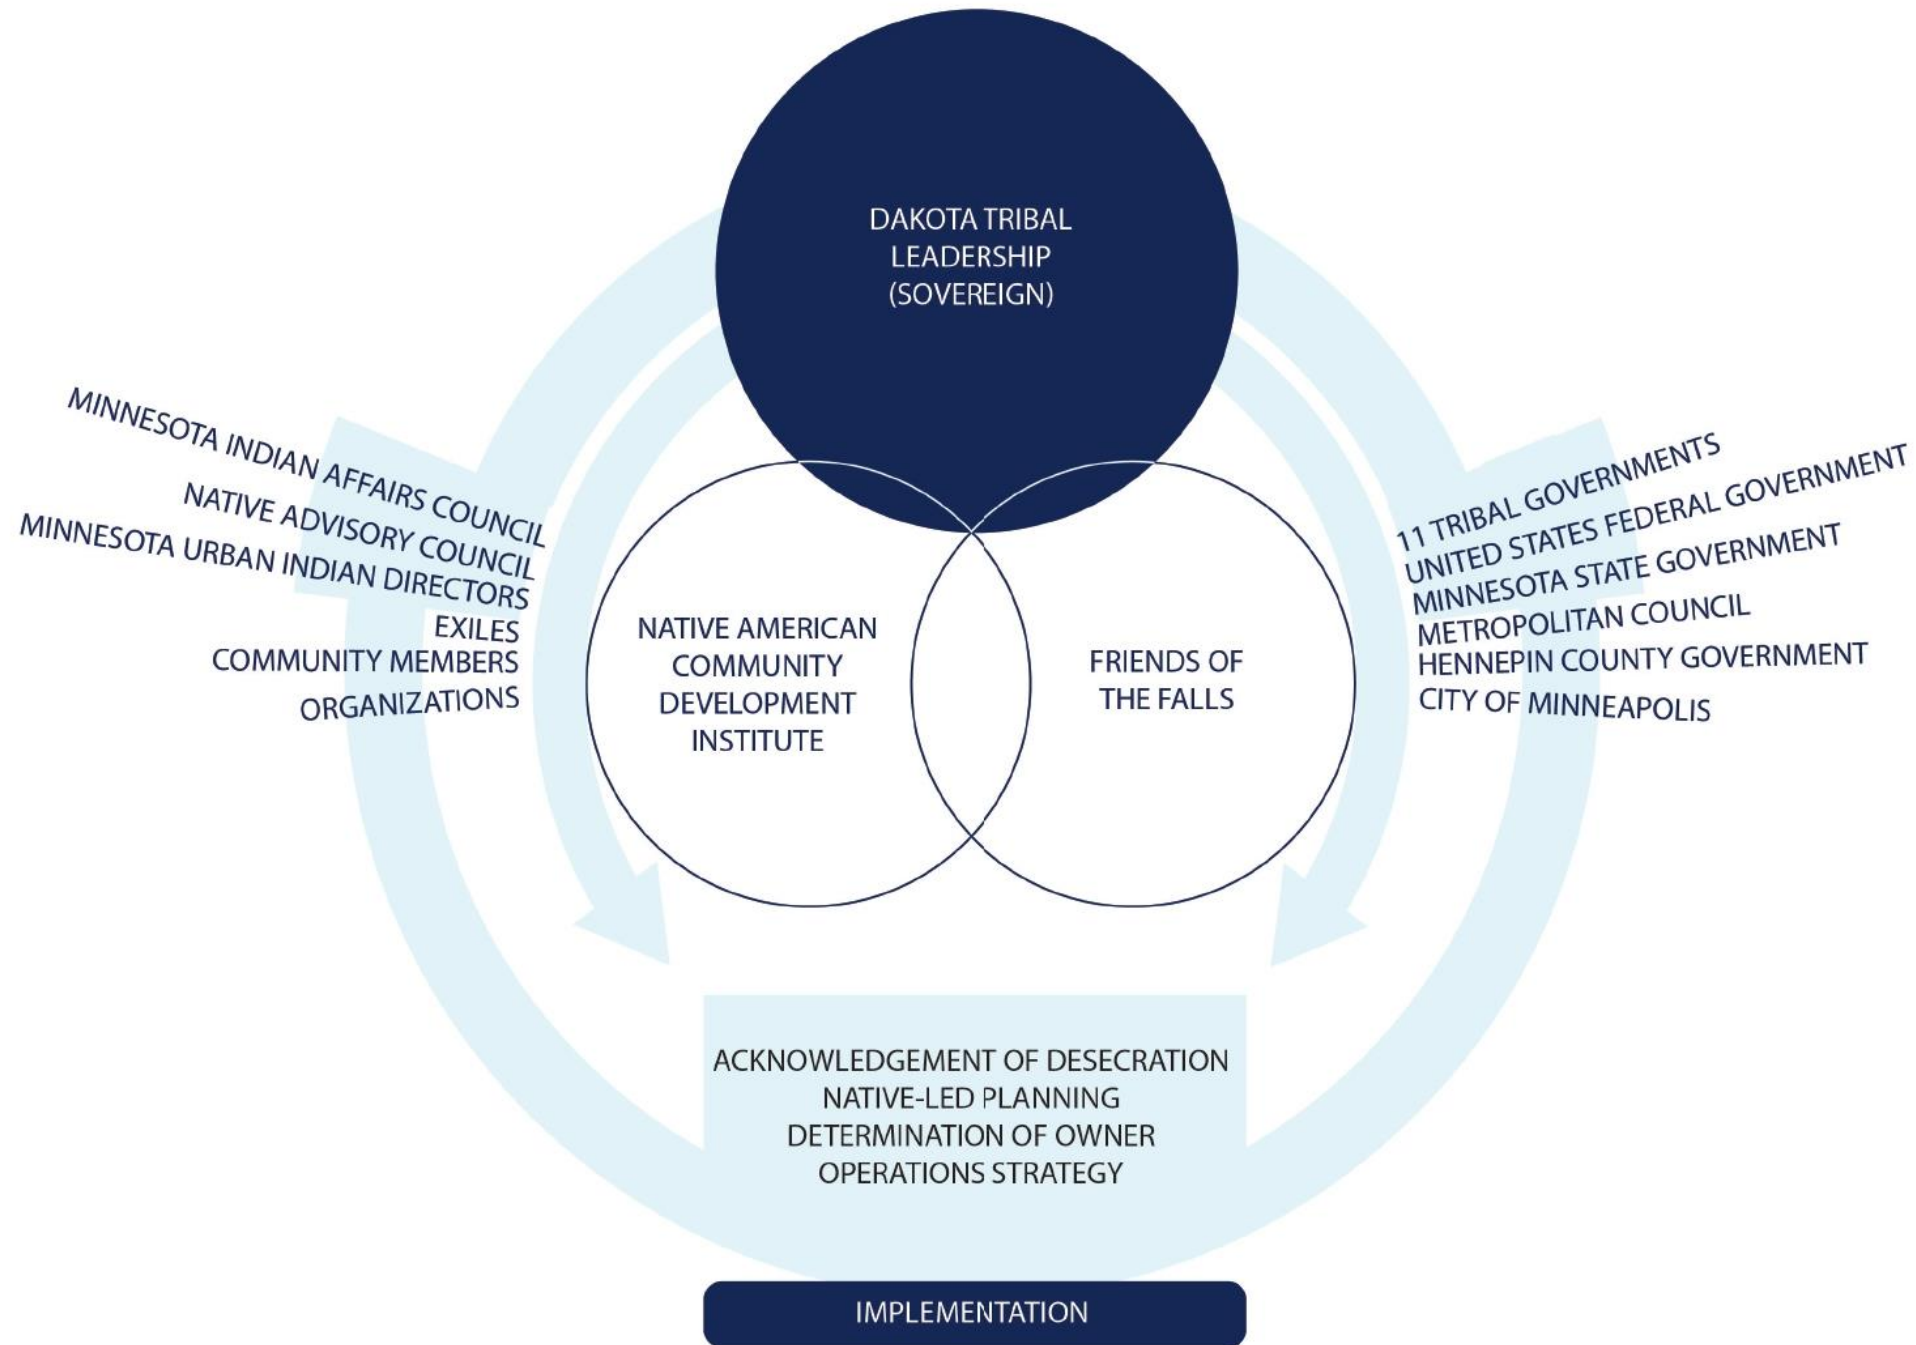 DAKOTA TRIBAL
LEADERSHIP
(SOVEREIGN)
MINNESOTA INDIAN AFFAIRS COUNCIL
NATIVE ADVISORY COUNCIL
MINNESOTA URBAN INDIAN DIRECTORS
EXILES
COMMUNITY MEMBERS
ORGANIZATIONS
NATIVE AMERICAN
COMMUNITY
DEVELOPMENT
INSTITUTE
FRIENDS OF
THE FALLS
11 TRIBAL GOVERNMENTS
UNITED STATES FEDERAL GOVERNMENT
MINNESOTA STATE GOVERNMENT
METROPOLITAN COUNCIL
HENNEPIN COUNTY GOVERNMENT
CITY OF MINNEAPOLIS
ACKNOWLEDGEMENT OF DESECRATION
NATIVE-LED PLANNING
DETERMINATION OF OWNER
OPERATIONS STRATEGY
IMPLEMENTATION